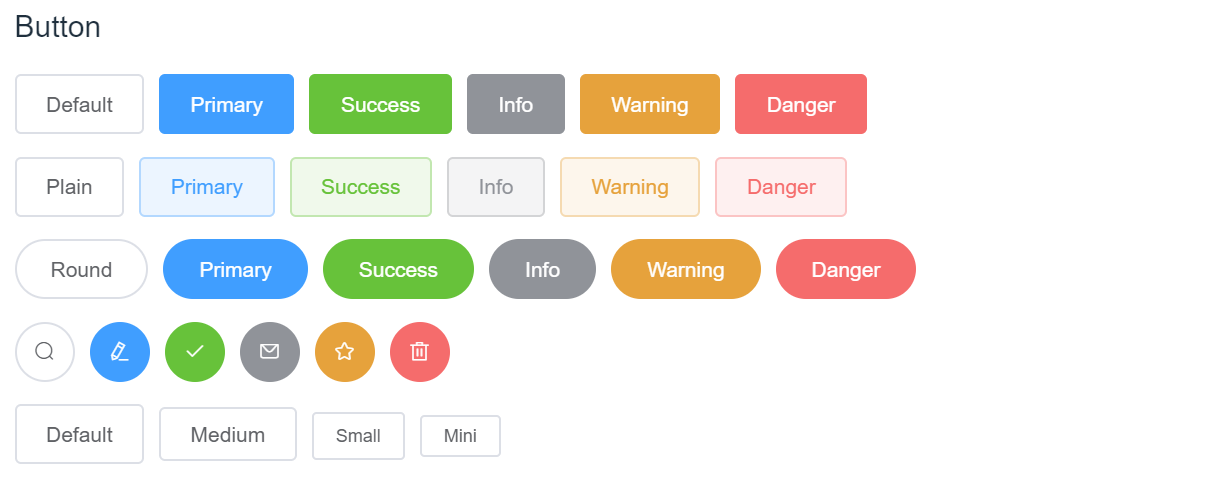 Button
Default Primary Success Info Warning Danger
Plain Primary Success Info Warning Danger
Round Primary Success Info Warning Danger
Default Medium Small Mini